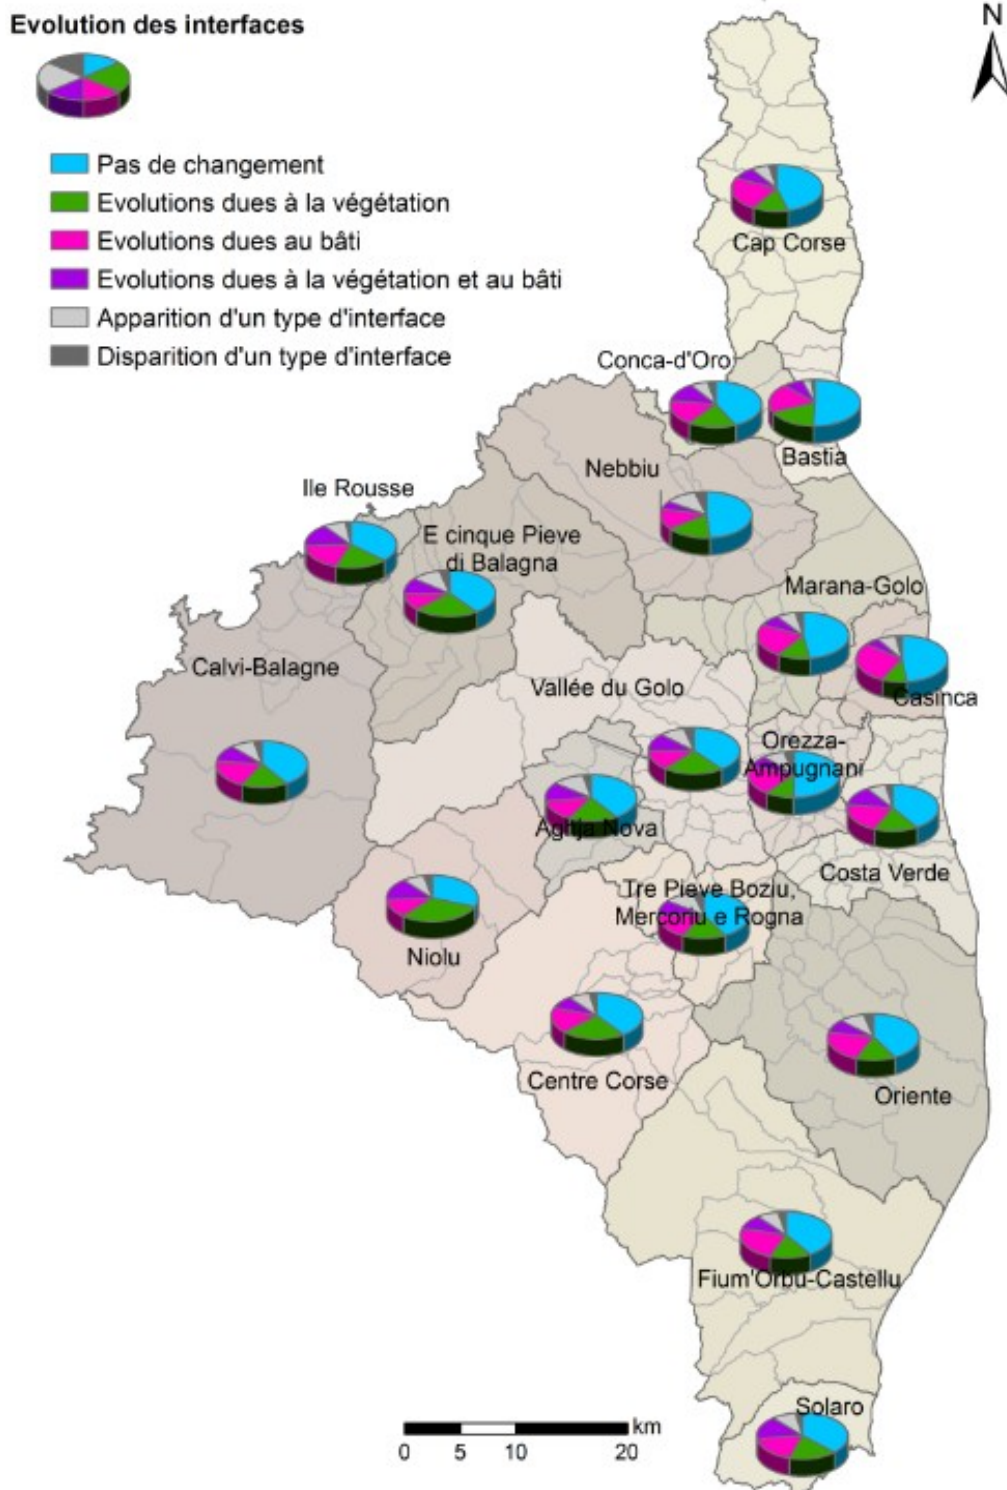 Evolution des interfaces
N
Pas de changement
Evolutions dues à la végétation
Evolutions dues au bâti
Evolutions dues à la végétation et au bâti
Apparition d'un type d'interface
Disparition d'un type d'interface
Cap Corse
Conca-d'Oro
Bastia
Nebbiu
Ile Rousse
E cinque Pieve
di Balagna
Marana-Golo
Calvi-Balagne
Vallée du Golo
Casinca
Orezza-
Ampugnani
Aghja Nova
Costa Verde
Tre Pieve Boziu,
Mercoriu e Rogna
Niolu
Centre Corse
Oriente
Fium'Orbu-Castellu
Solaro
km
0 5 10 20